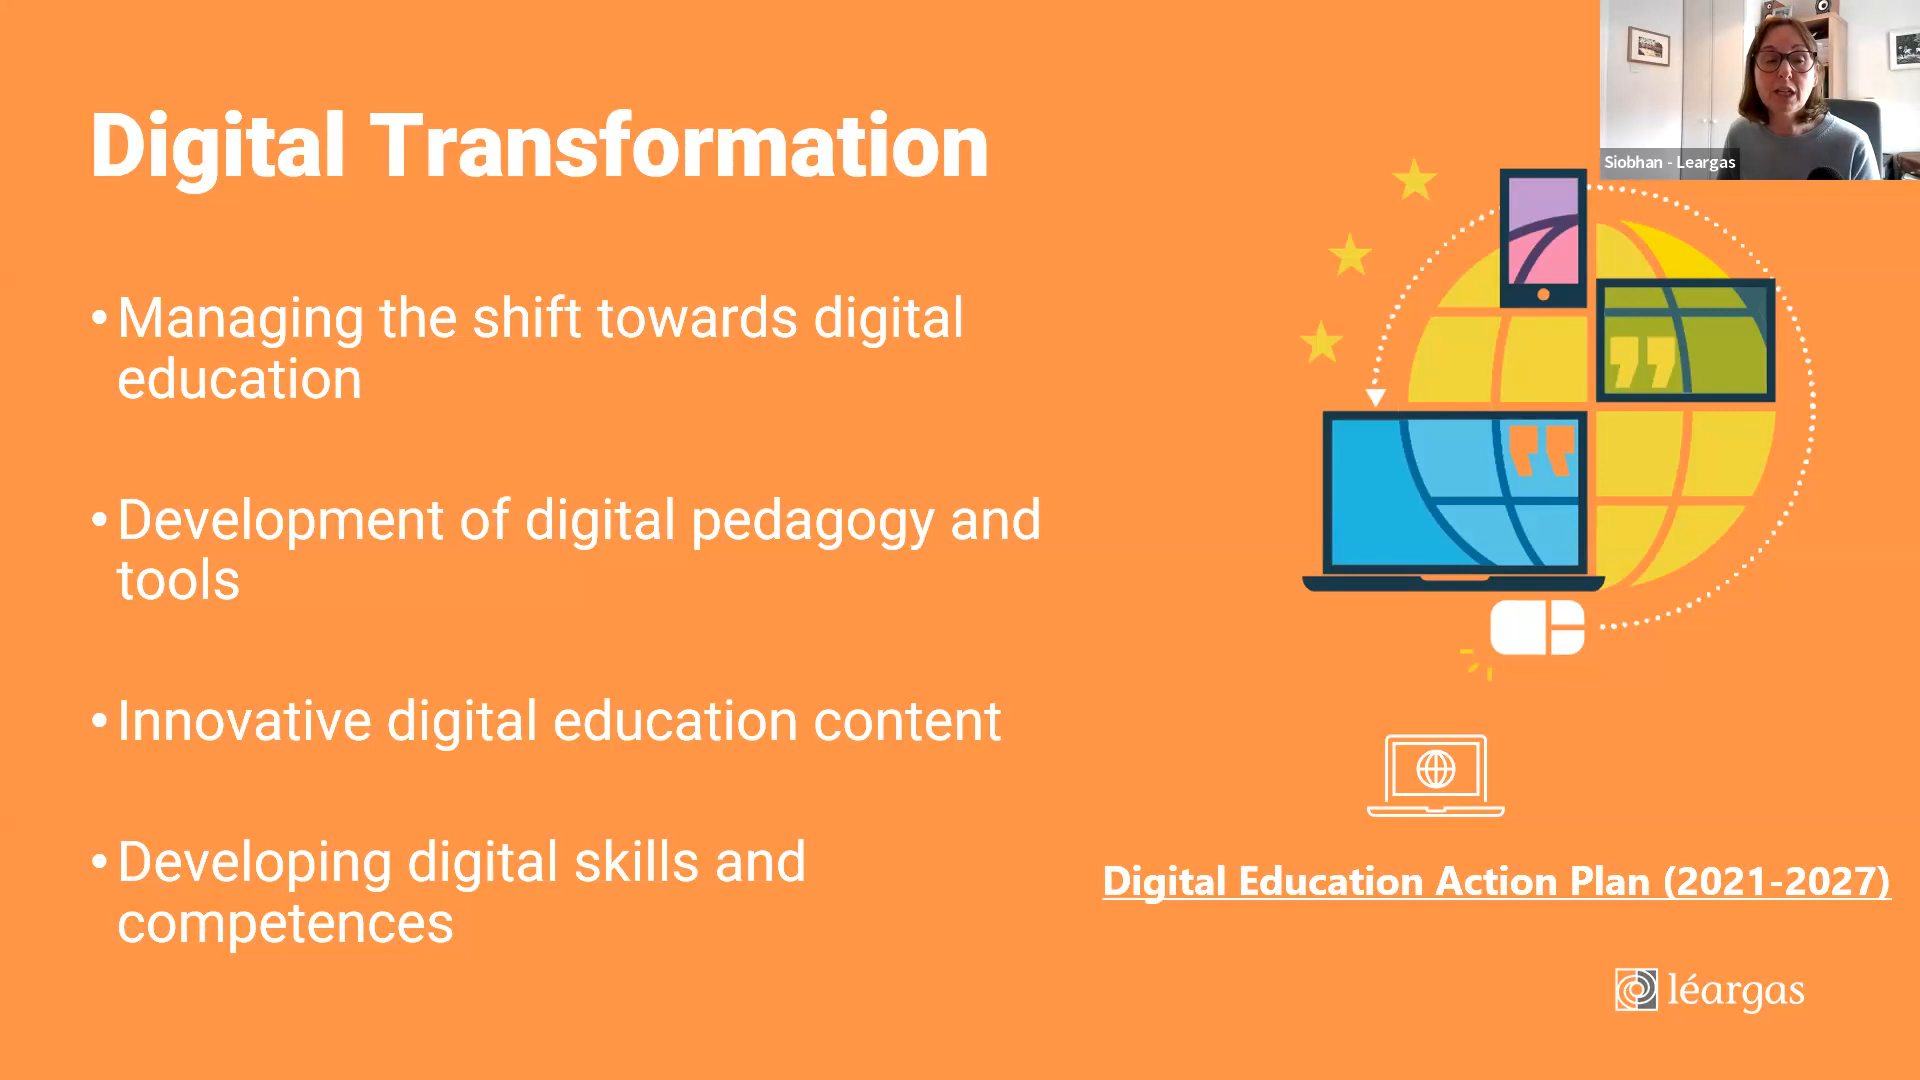 Digital Transformation
• Managing the shift towards digital
education
• Development of digital pedagogy and
tools
• Innovative digital education content
• Developing digital skills and
competences
Siobhan - Leargas
Digital Education Action Plan (2021-2027)
léargas